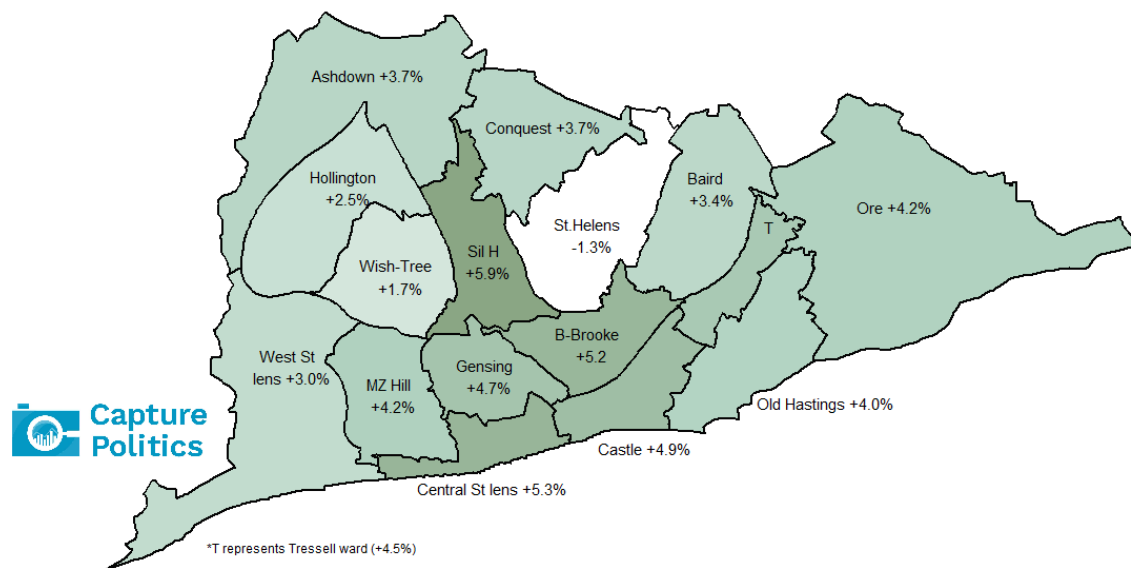 Ashdown +3.7%
Conquest +3.7%
Hollington
+2.5%
Baird
+3.4%
Ore +4.2%
St.Helens
-1.3%
T
Sil H
+5.9%
Wish-Tree
+1.7%
B-Brooke
+5.2
West St
lens +3.0%
Gensing
+4.7%
MZ Hill
+4.2%
Old Hastings +4.0%
Capture
Politics
Castle +4.9%
Central St lens +5.3%
*T represents Tressell ward (+4.5%)